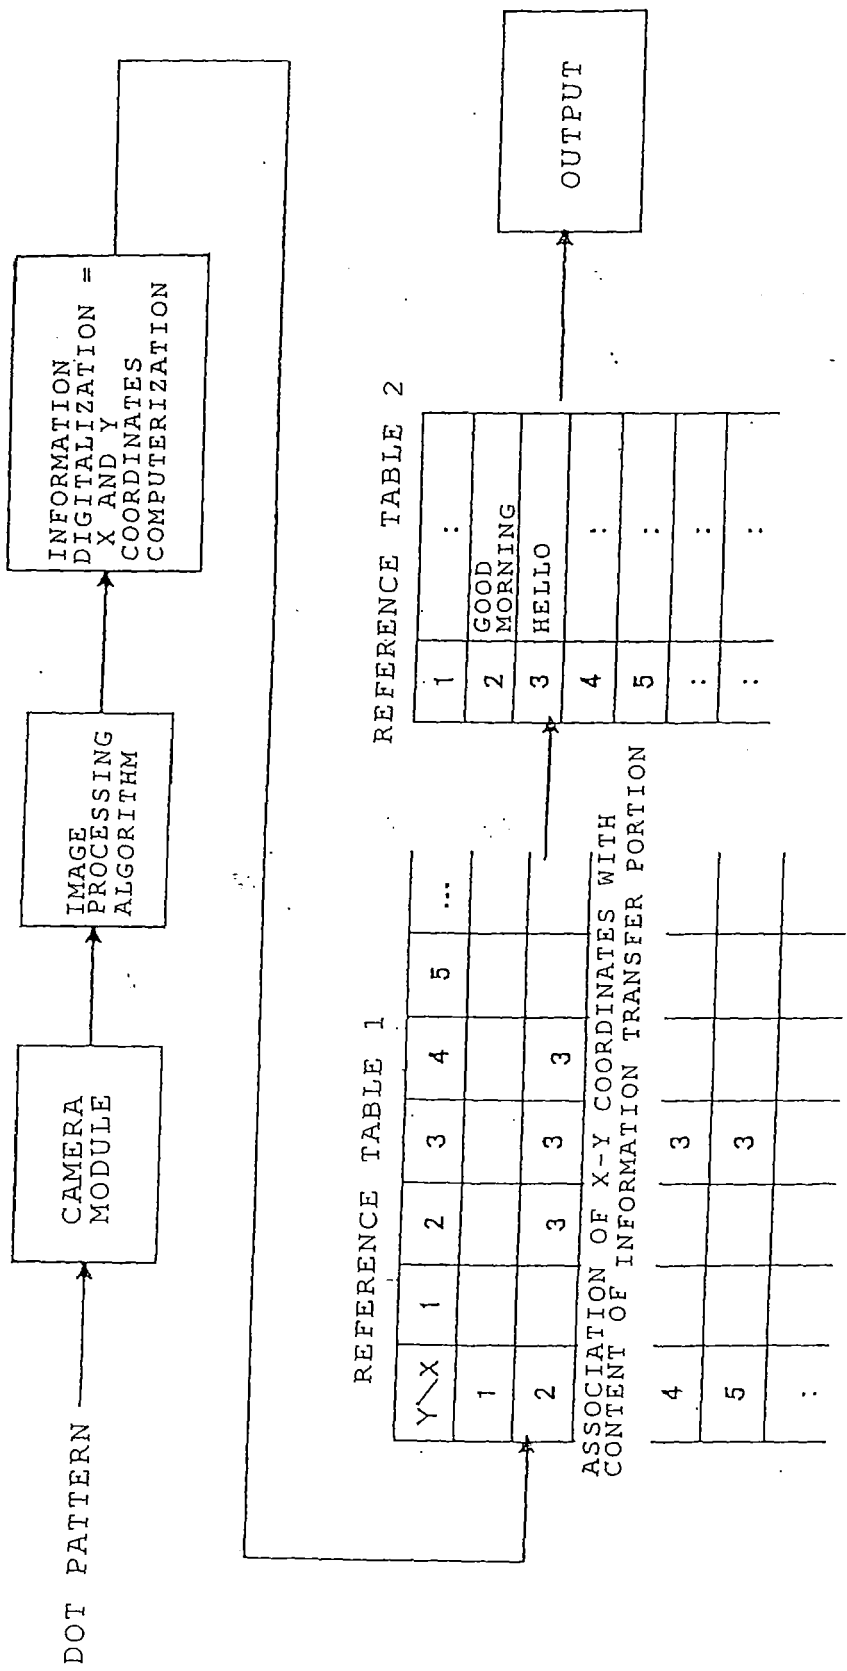 DOT PATTERN
CAMERA
MODULE
IMAGE
PROCESSING
ALGORITHM
INFORMATION
DIGITALIZATION =
X AND Y
COORDINATES
COMPUTERIZATION
REFERENCE TABLE 1
Y\X 1 2 3 4 5 ...
1
2 3 3 3
ASSOCIATION OF X-Y COORDINATES WITH
CONTENT OF INFORMATION TRANSFER PORTION
4 3
5 3
:
REFERENCE TABLE 2
1 :
2 GOOD
MORNING
3 HELLO
4 :
5 :
: :
: :
OUTPUT